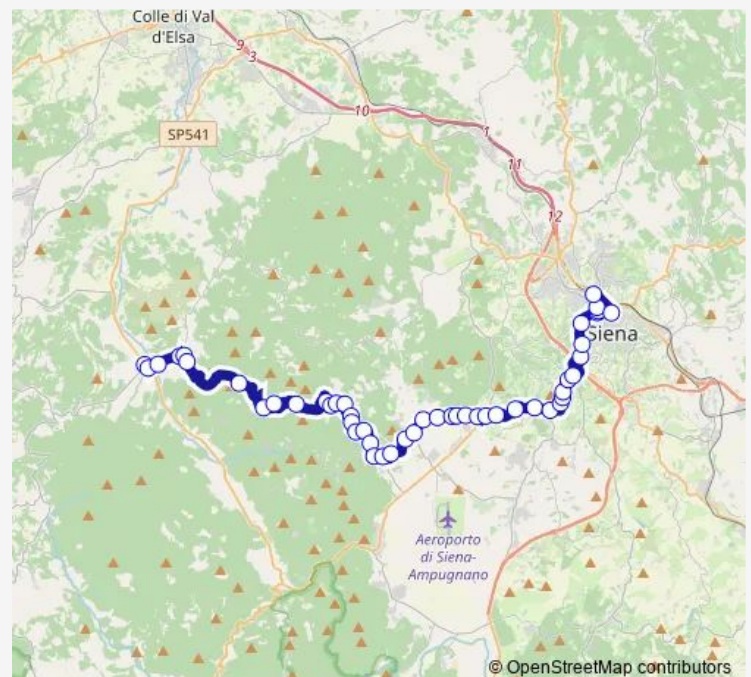 Colle di Val
d'Elsa
9
3
10
SP541
1
11
12
Siena
Aeroporto
di Siena-
Ampugnano
© OpenStreetMap contributors